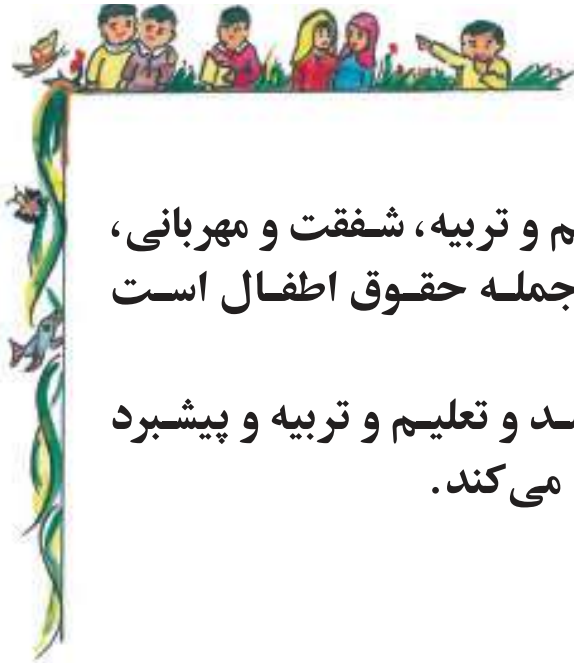 م و تربیه، شفقت و مهربانی،
جمله حقوق اطفال است
ـد و تعلیم و تربیه و پیشبرد
می‌کند.